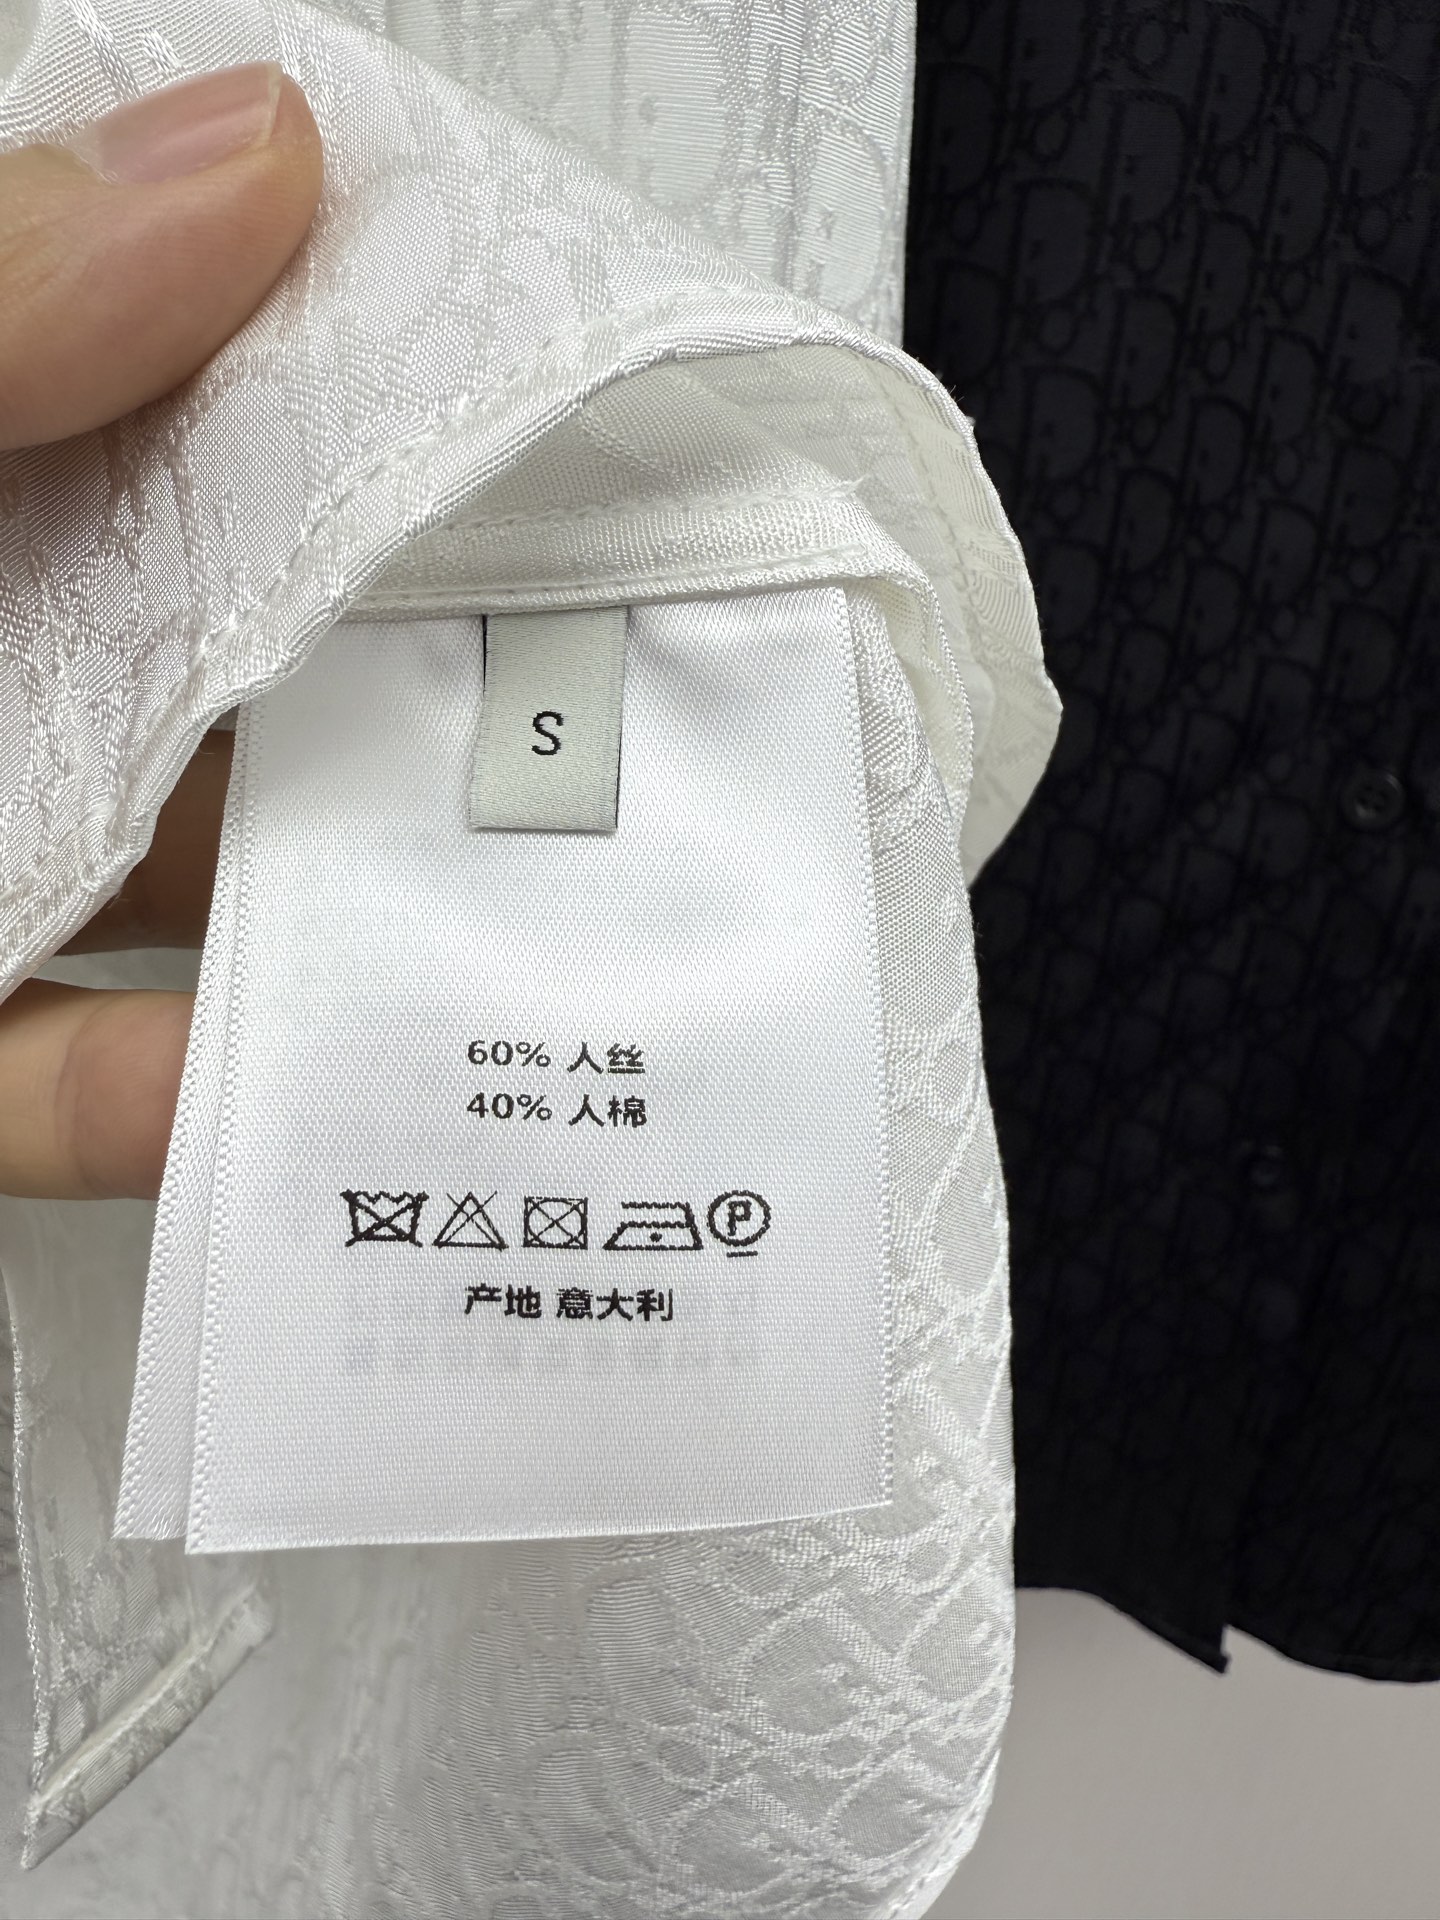 S
60% 人丝
40% 人棉
P
产地 意大利